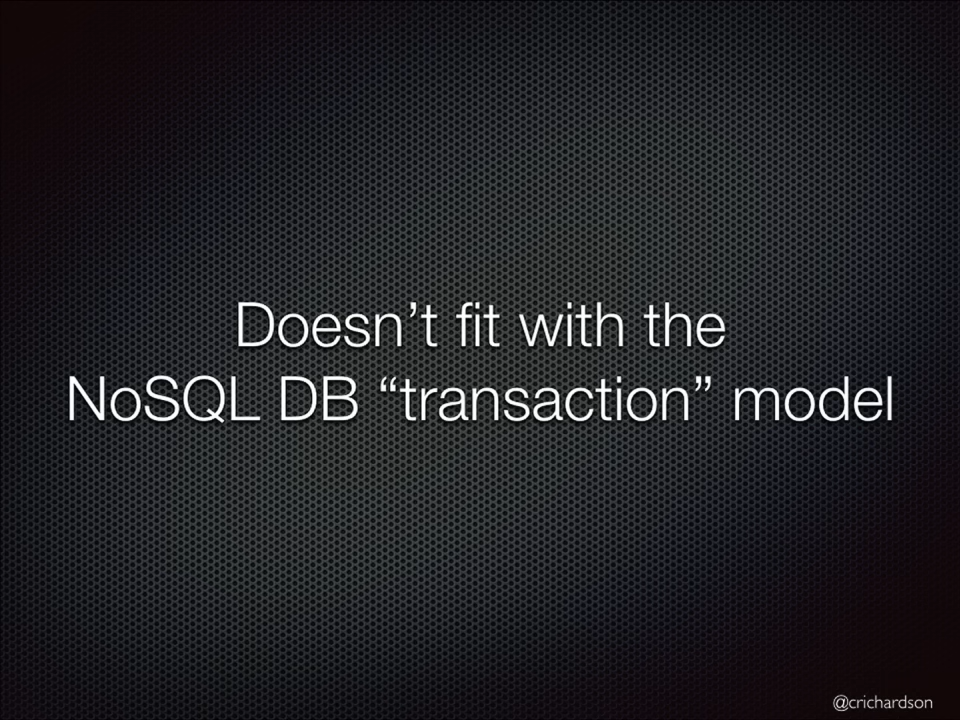 Doesn’t fit with the
NoSQL DB “transaction” model
@crichardson